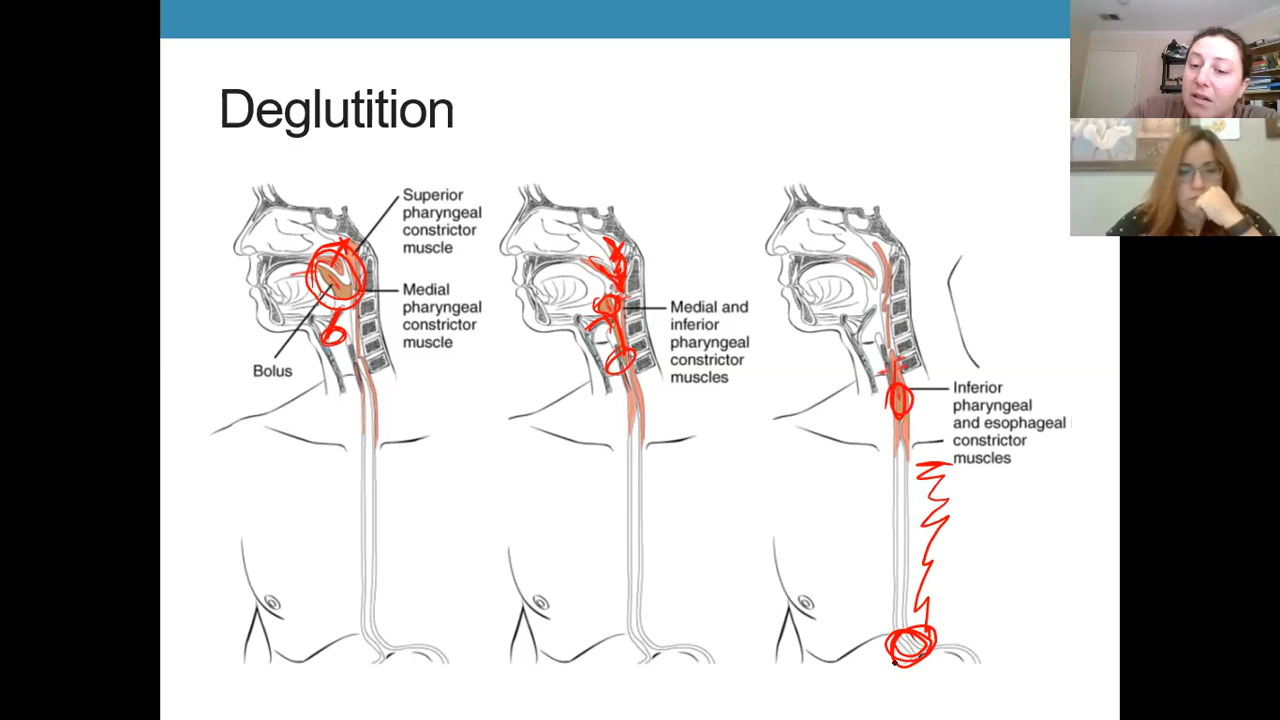 Deglutition
Superior
pharyngeal
constrictor
muscle
Medial
pharyngeal
constrictor
muscle
Bolus
Medial and
inferior
pharyngeal
constrictor
muscles
Inferior
pharyngeal
and esophageal
constrictor
muscles